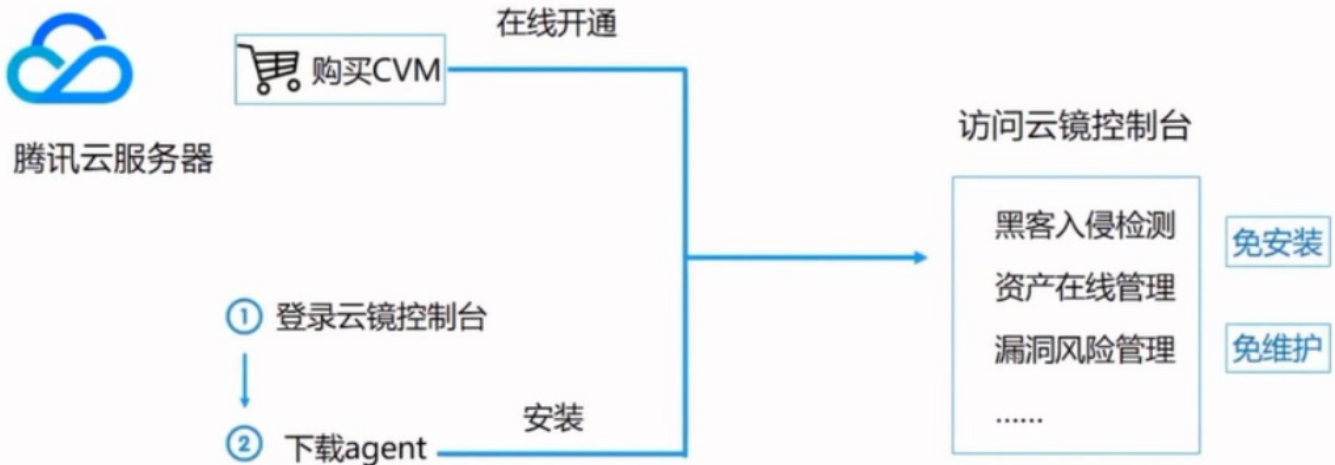 在线开通
购买CVM
腾讯云服务器
访问云镜控制台
黑客入侵检测
免安装
资产在线管理
① 登录云镜控制台
漏洞风险管理
免维护
……
安装
② 下载agent